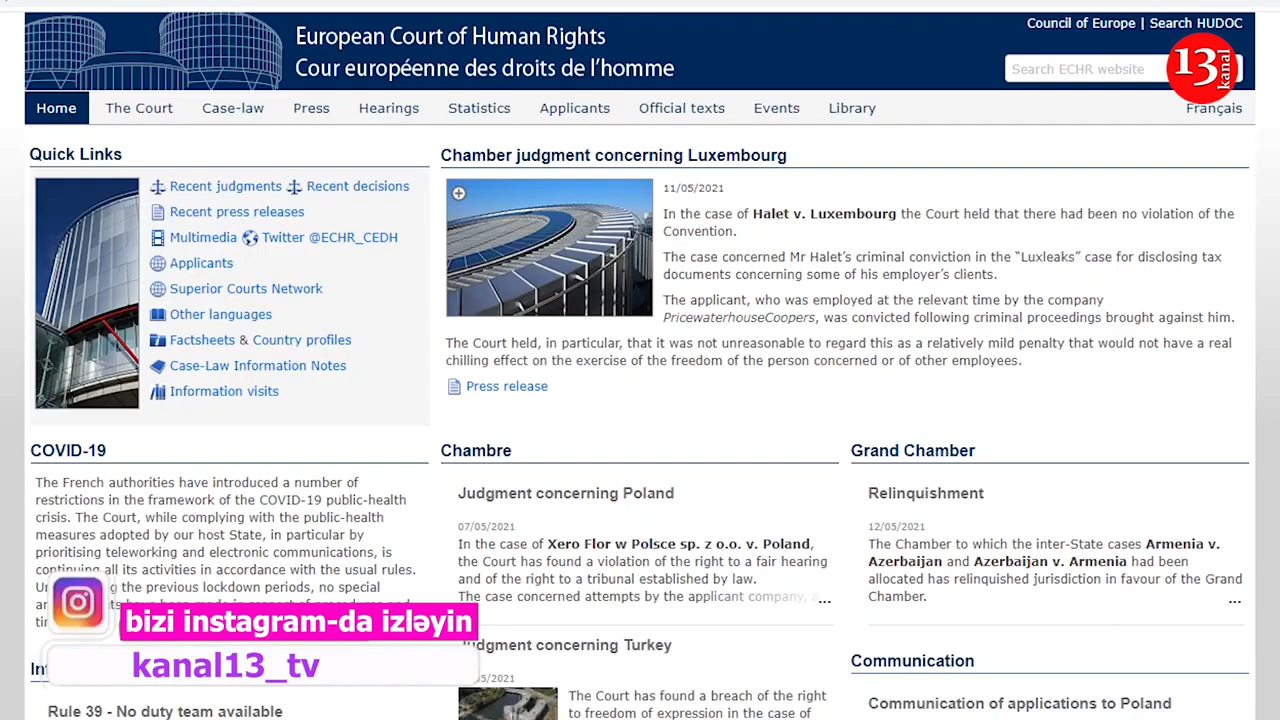 European Court of Human Rights
Cour européenne des droits de l’homme
Council of Europe | Search HUDOC
Search ECHR website
13 kanal
Home The Court Case-law Press Hearings Statistics Applicants Official texts Events Library Français
Quick Links
Recent judgments Recent decisions
Recent press releases
Multimedia Twitter @ECHR_CEDH
Applicants
Superior Courts Network
Other languages
Factsheets & Country profiles
Case-Law Information Notes
Information visits
Chamber judgment concerning Luxembourg
11/05/2021
In the case of Halet v. Luxembourg the Court held that there had been no violation of the
Convention.
The case concerned Mr Halet’s criminal conviction in the “Luxleaks” case for disclosing tax
documents concerning some of his employer’s clients.
The applicant, who was employed at the relevant time by the company
PricewaterhouseCoopers, was convicted following criminal proceedings brought against him.
The Court held, in particular, that it was not unreasonable to regard this as a relatively mild penalty that would not have a real
chilling effect on the exercise of the freedom of the person concerned or of other employees.
Press release
COVID-19
The French authorities have introduced a number of
restrictions in the framework of the COVID-19 public-health
crisis. The Court, while complying with the public-health
measures adopted by our host State, in particular by
prioritising teleworking and electronic communications, is
continuing all its activities in accordance with the usual rules.
the previous lockdown periods, no special
bizi instagram-da izləyin
kanal13_tv
Rule 39 - No duty team available
Chambre
Judgment concerning Poland
07/05/2021
In the case of Xero Flor w Polsce sp. z o.o. v. Poland,
the Court has found a violation of the right to a fair hearing
and of the right to a tribunal established by law.
The case concerned attempts by the applicant company, a...
concerning Turkey
The Court has found a breach of the right
to freedom of expression in the case of
Grand Chamber
Relinquishment
12/05/2021
The Chamber to which the inter-State cases Armenia v.
Azerbaijan and Azerbaijan v. Armenia had been
allocated has relinquished jurisdiction in favour of the Grand
Chamber.
...
Communication
Communication of applications to Poland